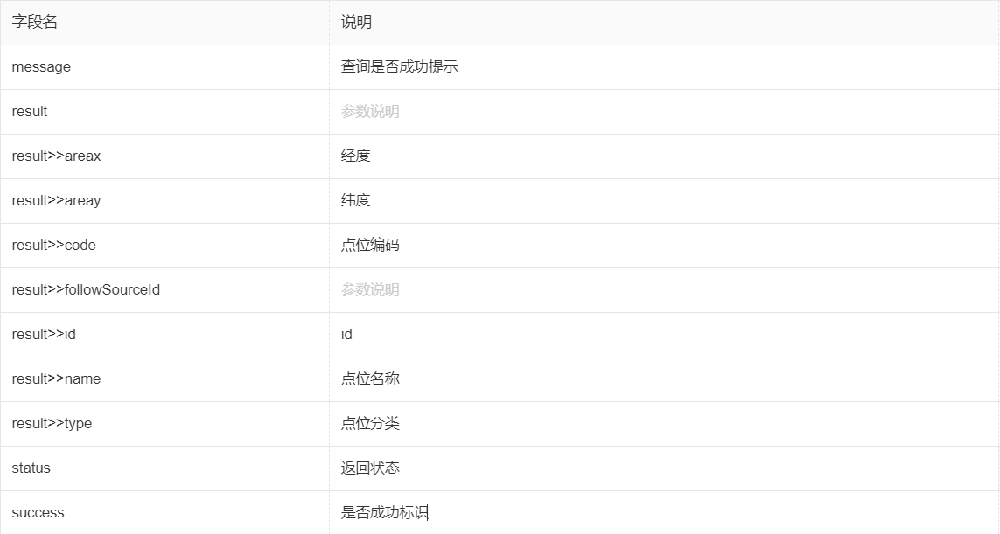 字段名 说明
message 查询是否成功提示
result 参数说明
result>>areax 经度
result>>areay 纬度
result>>code 点位编码
result>>followSourceId 参数说明
result>>id id
result>>name 点位名称
result>>type 点位分类
status 返回状态
success 是否成功标识